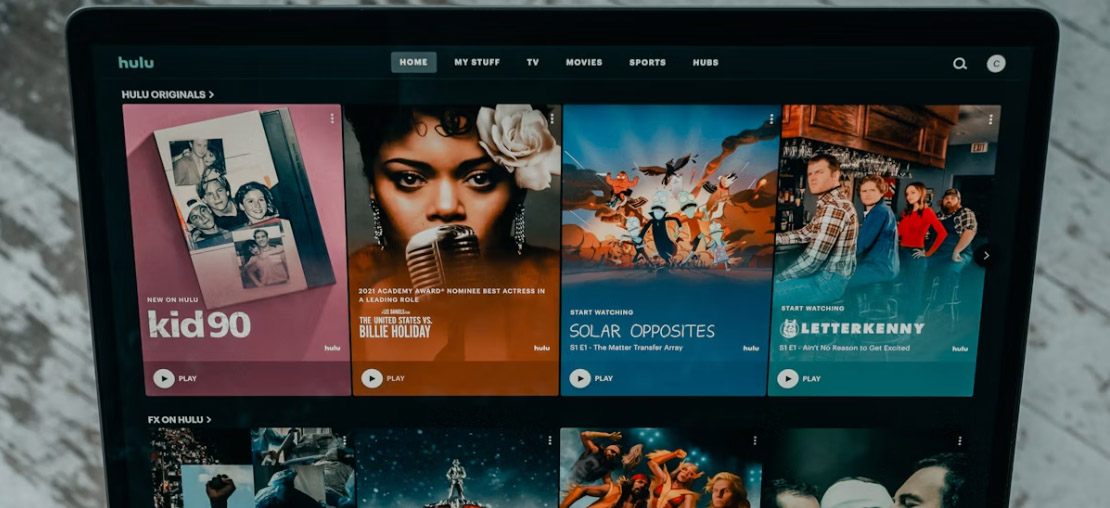 hulu
HOME MY STUFF TV MOVIES SPORTS HUBS
C
HULU ORIGINALS >
NEW ON HULU
kid 90
hulu
PLAY
2021 ACADEMY AWARD® NOMINEE BEST ACTRESS IN
A LEADING ROLE
THE UNITED STATES VS.
BILLIE HOLIDAY
hulu
PLAY
START WATCHING
SOLAR OPPOSITES
S1 E1 - The Matter Transfer Array
hulu
PLAY
EXIT
START WATCHING
LETTERKENNY
S1 E1 - Ain't No Reason to Get Excited
hulu
PLAY
FX ON HULU >